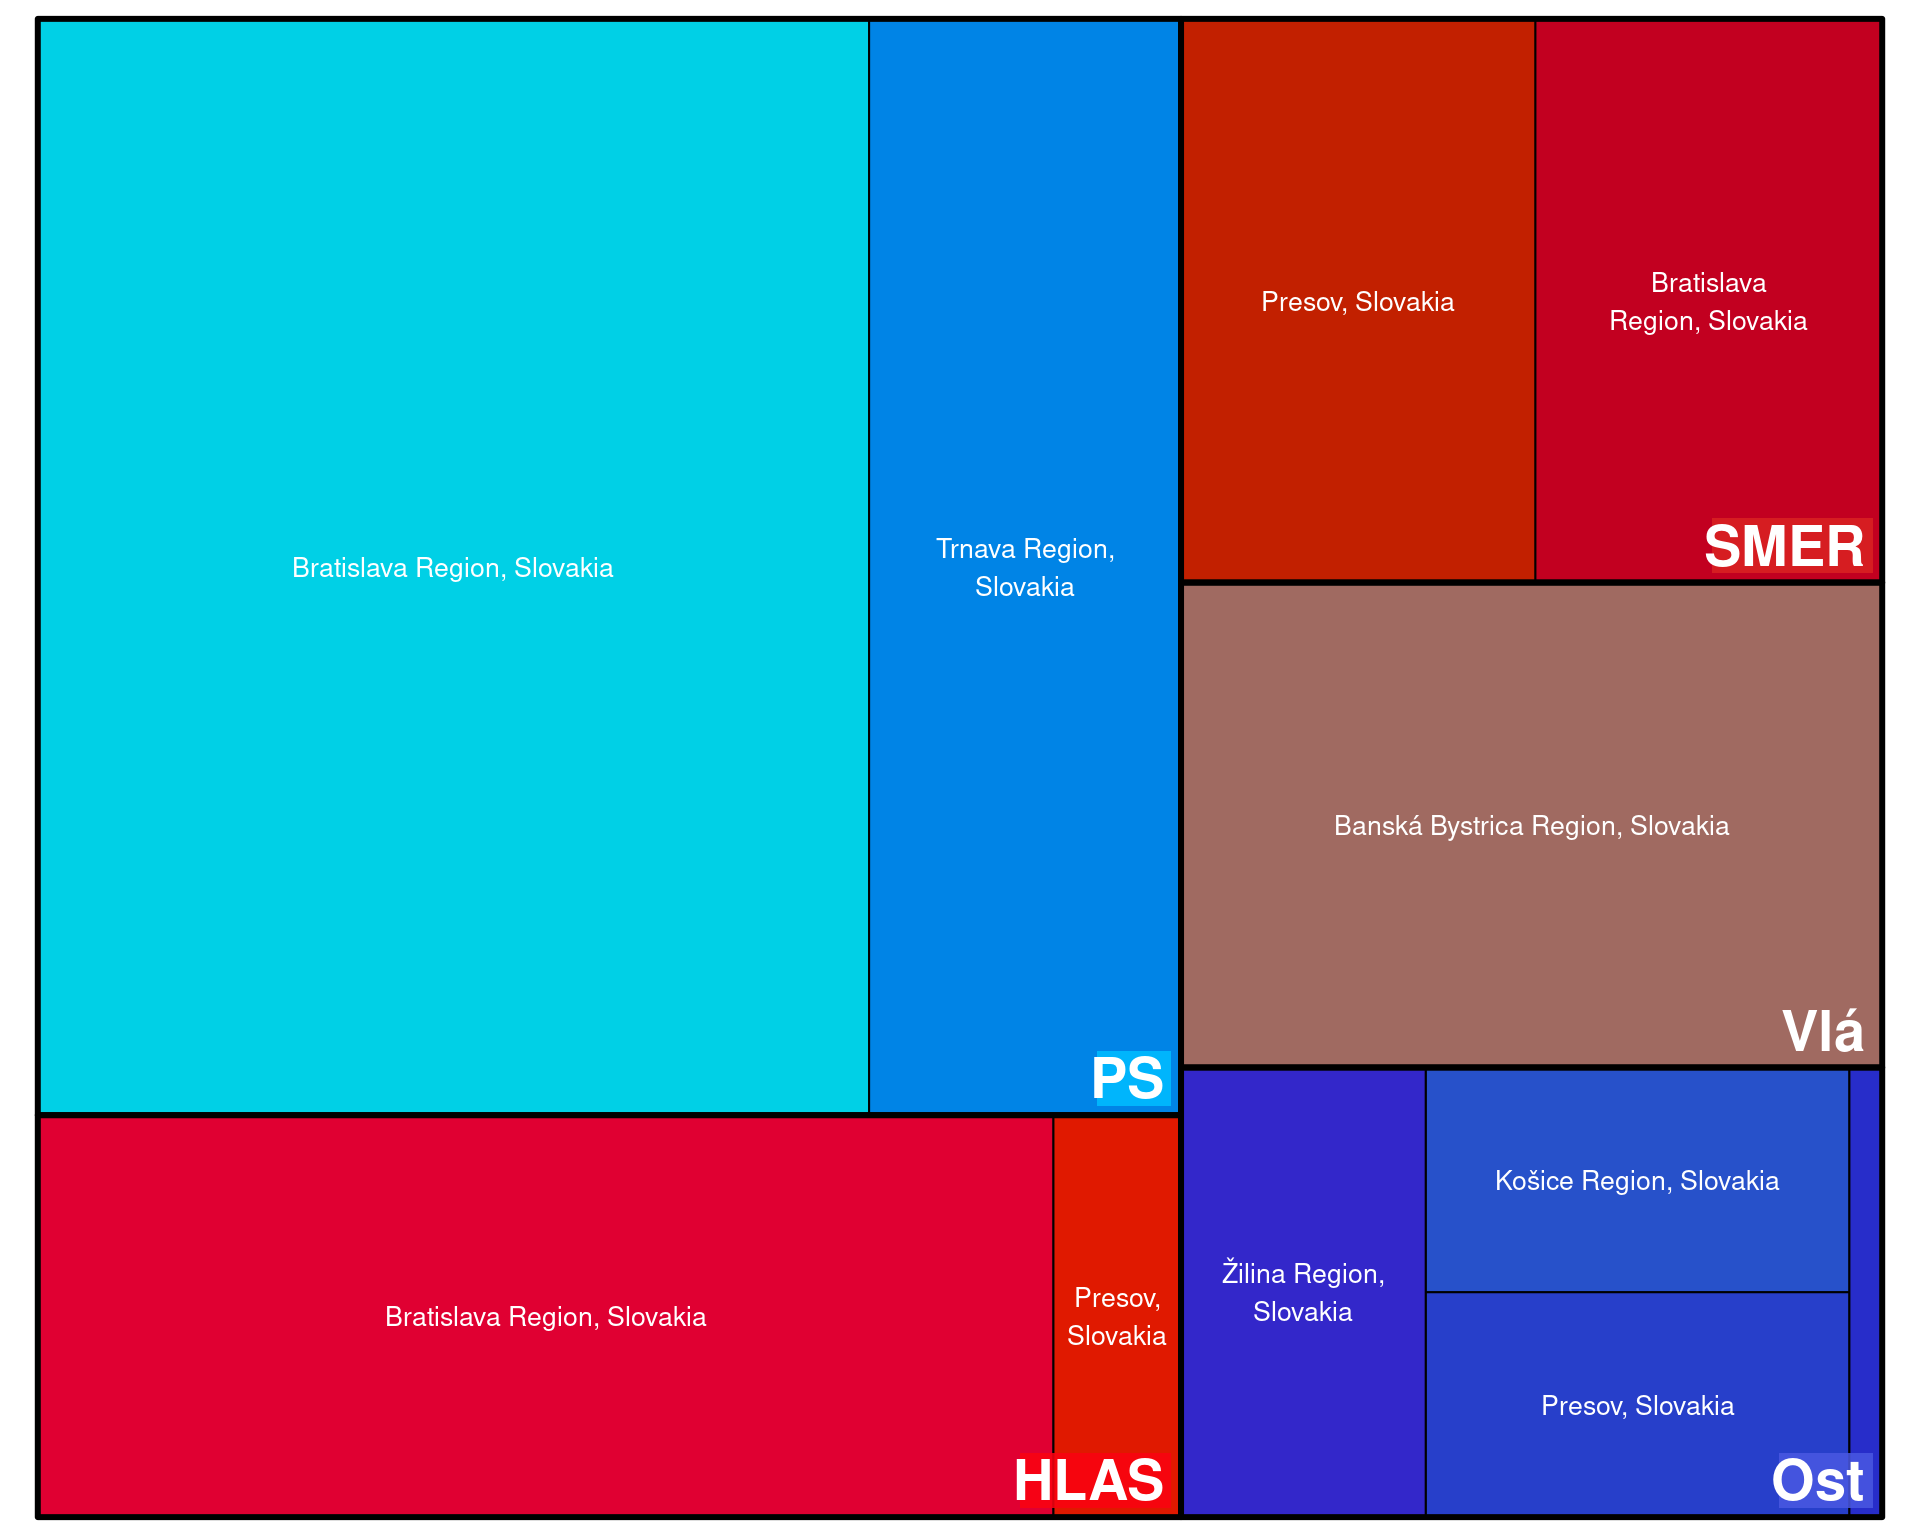 Bratislava Region, Slovakia
Trnava Region,
Slovakia
PS
Presov, Slovakia
Bratislava
Region, Slovakia
SMER
Banská Bystrica Region, Slovakia
Vlá
Bratislava Region, Slovakia
Presov,
Slovakia
HLAS
Žilina Region,
Slovakia
Košice Region, Slovakia
Presov, Slovakia
Ost